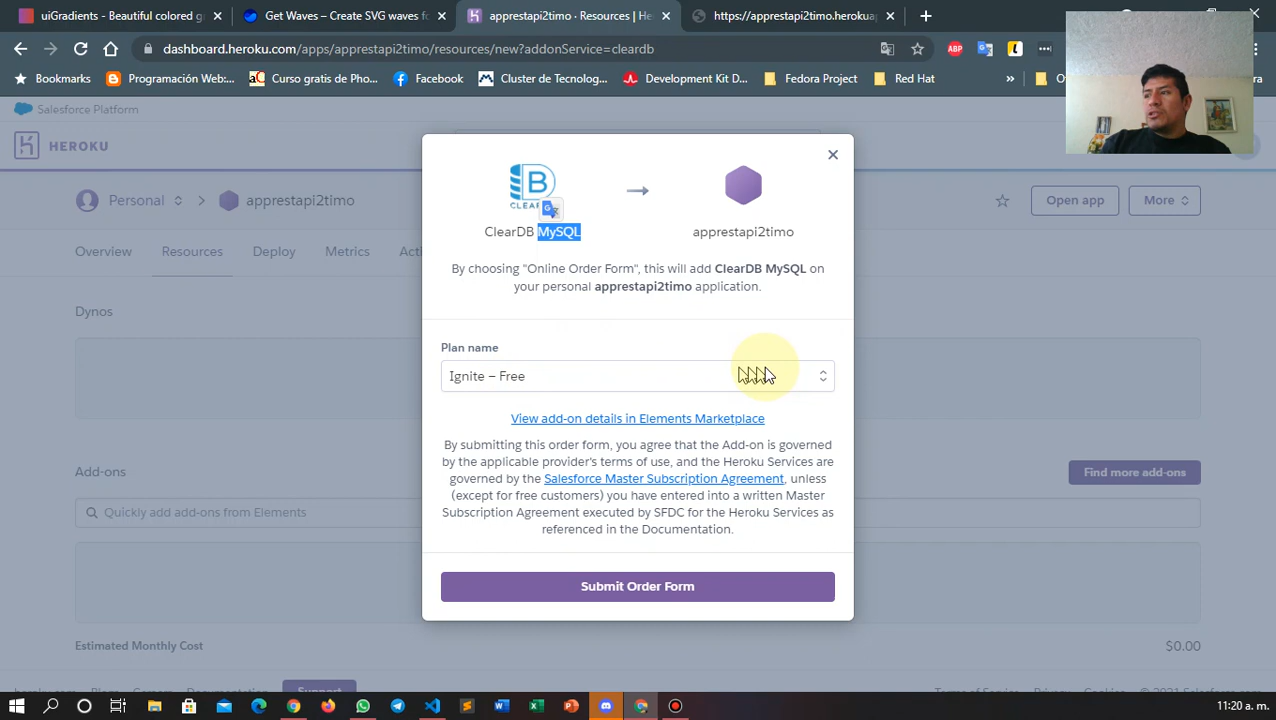 uiGradients - Beautiful colored g
Get Waves – Create SVG waves f
apprestapi2timo · Resources | He
https://apprestapi2timo.herokuap
dashboard.heroku.com/apps/apprestapi2timo/resources/new?addonService=cleardb
ABP
Bookmarks
Programación Web...
Curso gratis de Pho...
Facebook
Cluster de Tecnolog...
Development Kit D...
Fedora Project
Red Hat
»
Salesforce Platform
HEROKU
Personal
apprestapi2timo
Open app
More
Overview
Resources
Deploy
Metrics
Dynos
Add-ons
Find more add-ons
Quickly add add-ons from Elements
Estimated Monthly Cost
$0.00
ClearDB MySQL
apprestapi2timo
By choosing "Online Order Form", this will add ClearDB MySQL on
your personal apprestapi2timo application.
Plan name
Ignite – Free
View add-on details in Elements Marketplace
By submitting this order form, you agree that the Add-on is governed
by the applicable provider's terms of use, and the Heroku Services are
governed by the Salesforce Master Subscription Agreement, unless
(except for free customers) you have entered into a written Master
Subscription Agreement executed by SFDC for the Heroku Services as
referenced in the Documentation.
Submit Order Form
Support
11:20 a. m.